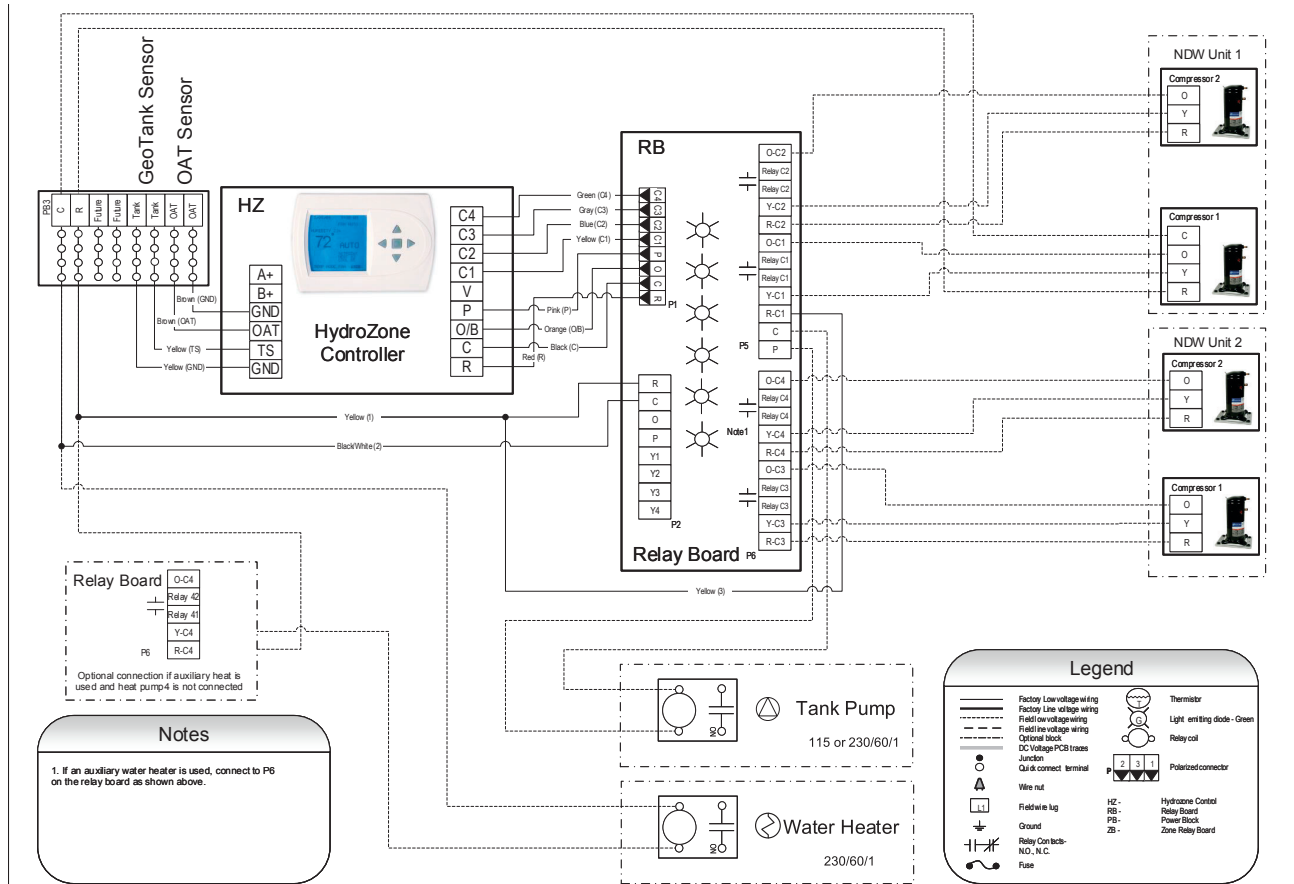 GeoTank Sensor
OAT Sensor
PB3
C
R
Future
Future
Tank
Tank
OAT
OAT
HZ
A+
B+
GND
OAT
TS
GND
72
AUTO
HydroZone
Controller
C4
C3
C2
C1
V
P
O/B
C
R
Brown (GND)
Brown (OAT)
Yellow (TS)
Yellow (GND)
Green (C4)
Gray (C3)
Blue (C2)
Yellow (C1)
Pink (P)
Orange (O/B)
Black (C)
Red (R)
Yellow (1)
Black/White (2)
Yellow (3)
RB
C4
C3
C2
C1
P
O
C
R
P1
R
C
O
P
Y1
Y2
Y3
Y4
P2
O-C2
Relay C2
Relay C2
Y-C2
R-C2
O-C1
Relay C1
Relay C1
Y-C1
R-C1
C
P
P5
O-C4
Relay C4
Relay C4
Y-C4
R-C4
O-C3
Relay C3
Relay C3
Y-C3
R-C3
Note1
Relay Board
P6
NDW Unit 1
Compressor 2
O
Y
R
Compressor 1
C
O
Y
R
NDW Unit 2
Compressor 2
O
Y
R
Compressor 1
O
Y
R
Relay Board
O-C4
Relay 42
Relay 41
Y-C4
R-C4
P6
Optional connection if auxiliary heat is
used and heat pump4 is not connected
Notes
1. If an auxiliary water heater is used, connect to P6
on the relay board as shown above.
NO
Tank Pump
115 or 230/60/1
NO
Water Heater
230/60/1
Legend
Factory Low voltage wiring
Factory Line voltage wiring
Field low voltage wiring
Field line voltage wiring
Optional block
DC Voltage PCB traces
Junction
Quick connect terminal
Wire nut
L1
Field wire lug
Ground
Relay Contacts-
N.O., N.C.
Fuse
T
Thermistor
G
Light emitting diode - Green
Relay coil
P
2 3 1
Polarized connector
HZ - Hydrozone Control
RB - Relay Board
PB - Power Block
ZB - Zone Relay Board